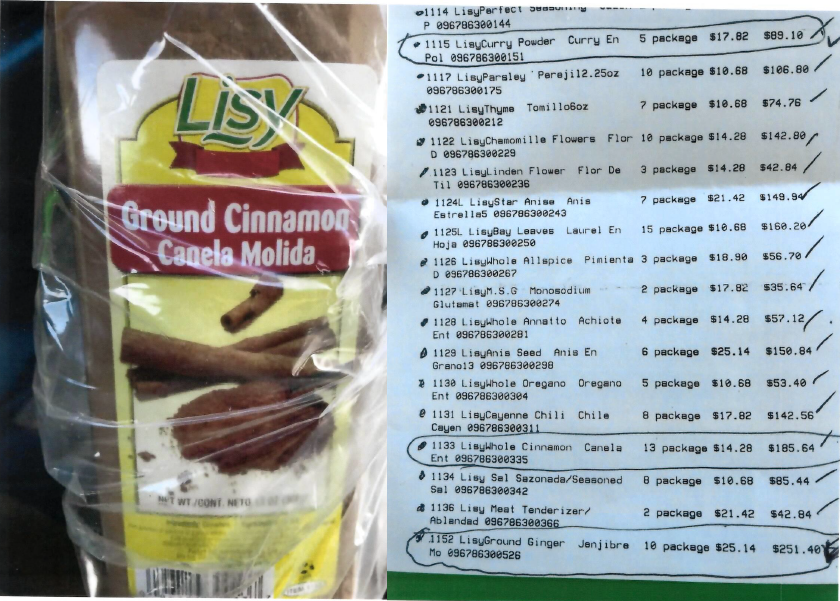 Lisy
Ground Cinnamon
Canela Molida
NET WT /CONT. NETO
1114 LisyPerfect Seasoning
P 096786300144
1115 LisyCurry Powder Curry En 5 package $17.82 $89.10
Pol 096786300151
1117 LisyParsley Perejil2.25oz 10 package $10.68 $106.80
096786300175
1121 LisyThyme Tomillo6oz 7 package $10.68 $74.76
096786300212
1122 LisyChamomille Flowers Flor 10 package $14.28 $142.80
D 096786300229
1123 LisyLinden Flower Flor De 3 package $14.28 $42.84
Til 096786300236
1124L LisyStar Anise Anis 7 package $21.42 $149.94
Estrella5 096786300243
1125L LisyBay Leaves Laurel En 15 package $10.68 $160.20
Hoja 096786300250
1126 LisyWhole Allspice Pimienta 3 package $18.90 $56.70
D 096786300267
1127 LisyM.S.G Monosodium 2 package $17.82 $35.64
Glutamat 096786300274
1128 LisyWhole Annatto Achiote 4 package $14.28 $57.12
Ent 096786300281
1129 LisyAnis Seed Anis En 6 package $25.14 $150.84
Grano13 096786300298
1130 LisyWhole Oregano Oregano 5 package $10.68 $53.40
Ent 096786300304
1131 LisyCayenne Chili Chile 8 package $17.82 $142.56
Cayen 096786300311
1133 LisyWhole Cinnamon Canela 13 package $14.28 $185.64
Ent 096786300335
1134 Lisy Sal Sazonada/Seasoned 8 package $10.68 $85.44
Sal 096786300342
1136 Lisy Meat Tenderizer/ 2 package $21.42 $42.84
Ablandad 096786300366
1152 LisyGround Ginger Jenjibre 10 package $25.14 $251.40
Mo 096786300526